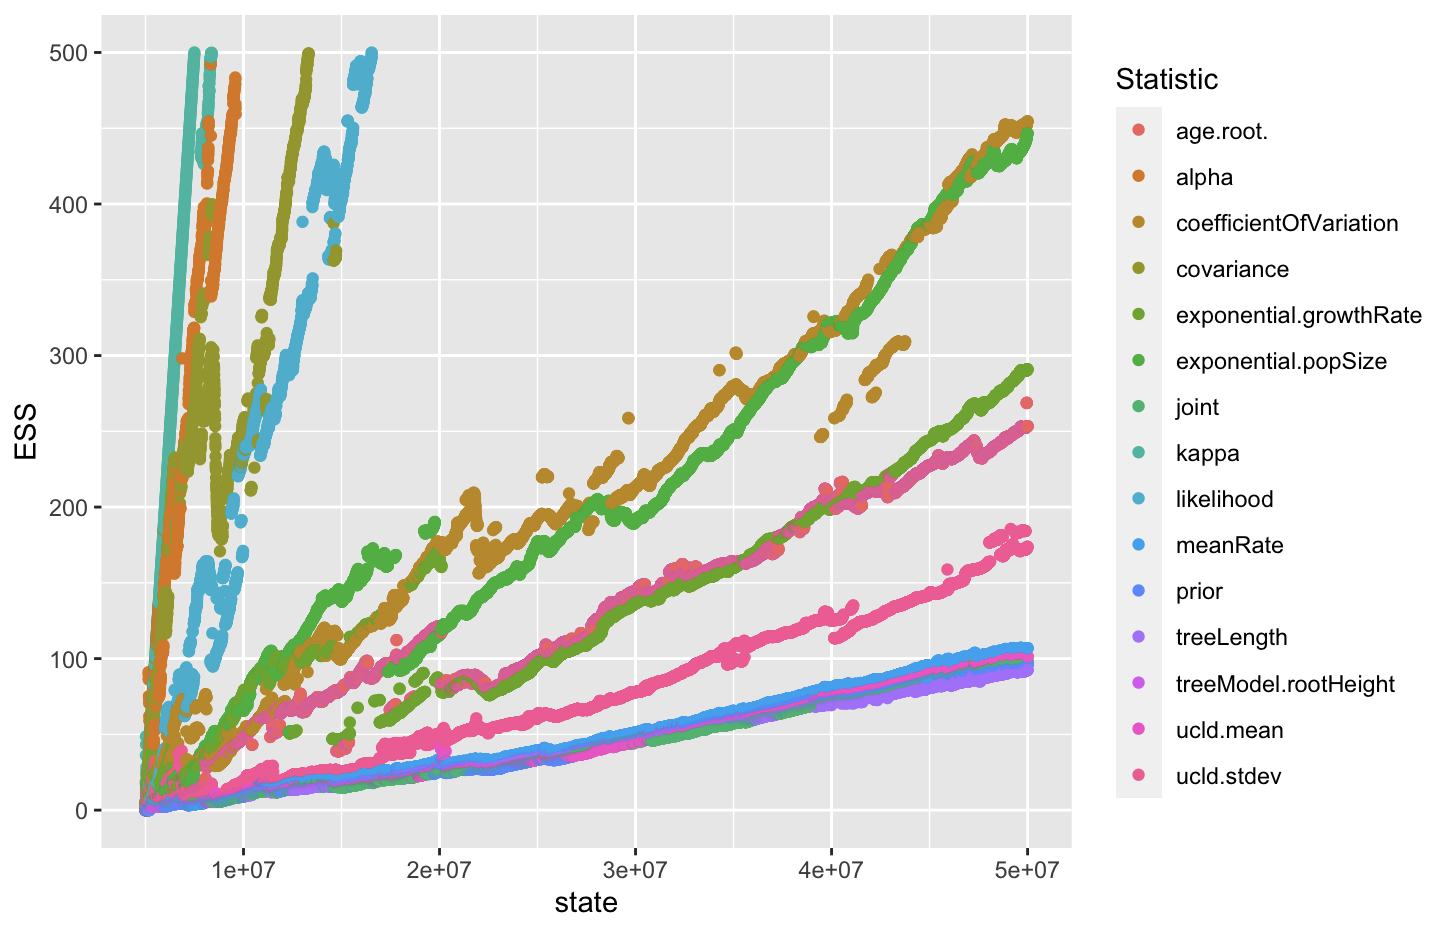 500
400
300
200
100
0
ESS
1e+07
2e+07
3e+07
4e+07
5e+07
state
Statistic
age.root.
alpha
coefficientOfVariation
covariance
exponential.growthRate
exponential.popSize
joint
kappa
likelihood
meanRate
prior
treeLength
treeModel.rootHeight
ucld.mean
ucld.stdev